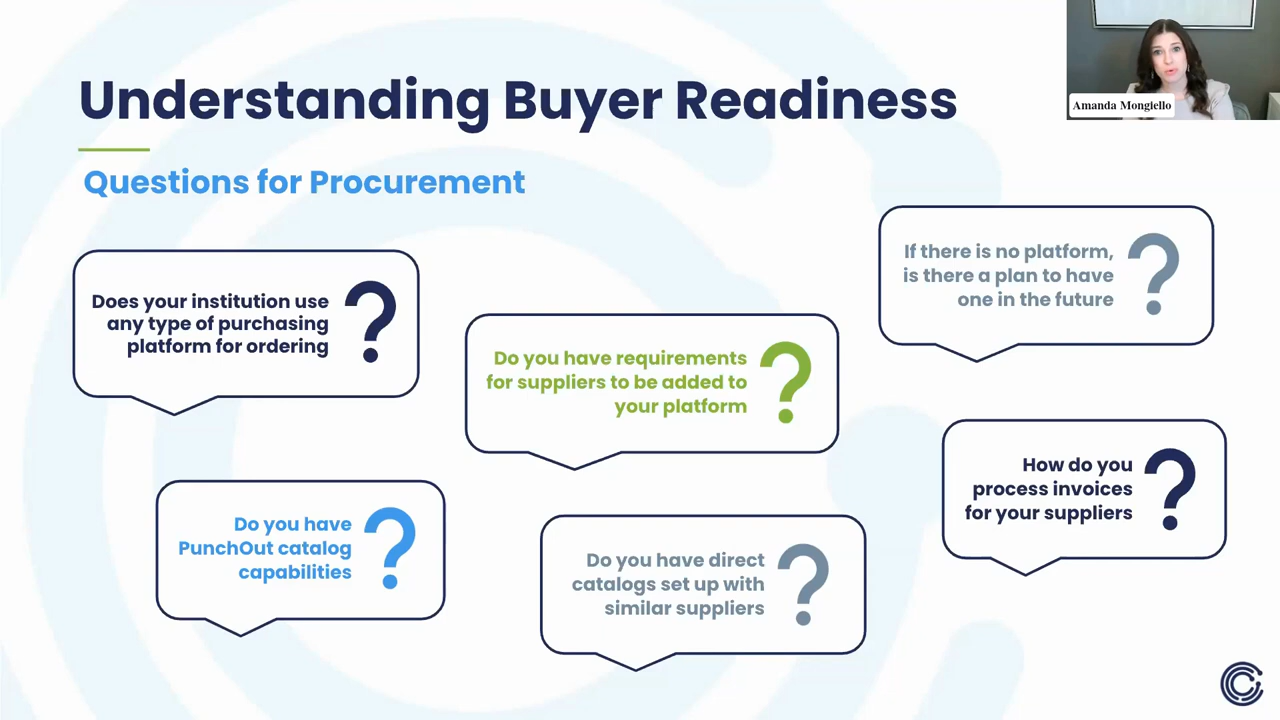 Understanding Buyer Readiness
Amanda Mongiello
Questions for Procurement
Does your institution use
any type of purchasing
platform for ordering
?
Do you have requirements
for suppliers to be added to
your platform
?
If there is no platform,
is there a plan to have
one in the future
?
Do you have
PunchOut catalog
capabilities
?
Do you have direct
catalogs set up with
similar suppliers
?
How do you
process invoices
for your suppliers
?